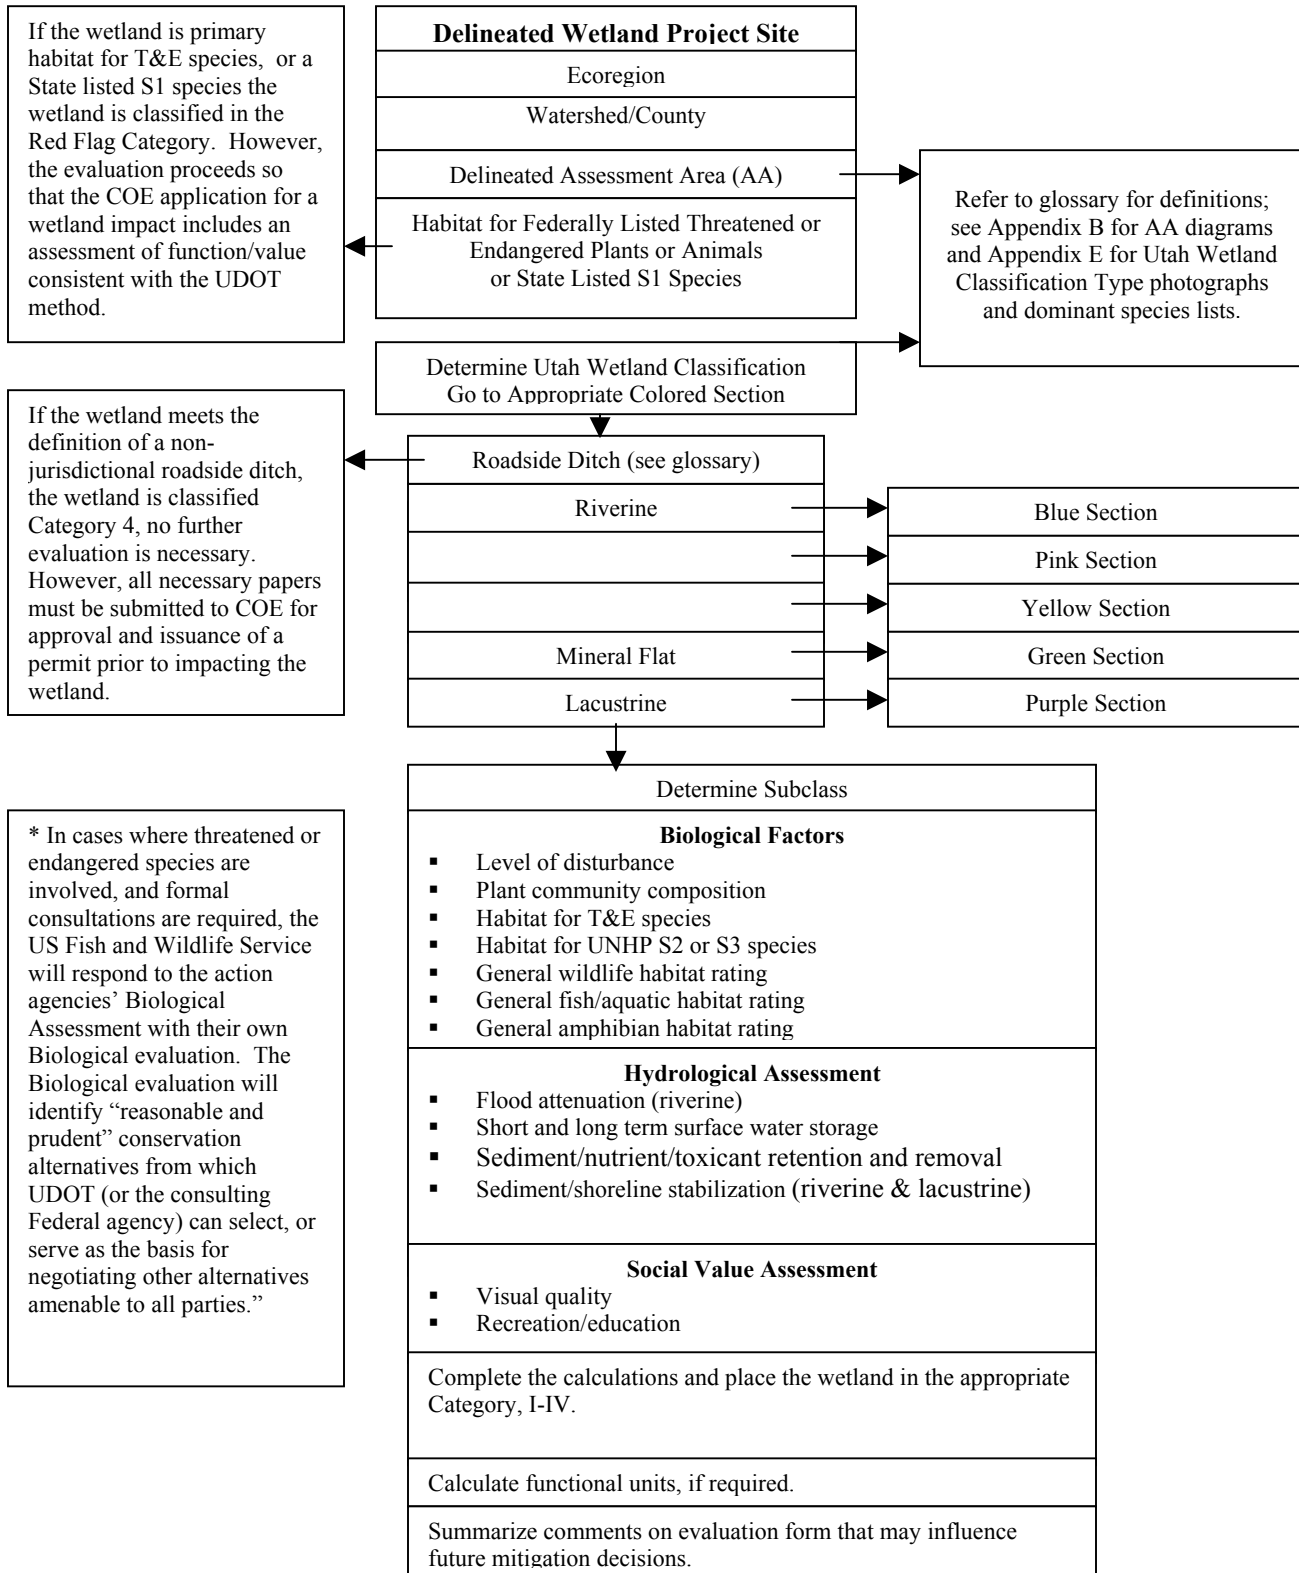 If the wetland is primary
habitat for T&E species, or a
State listed S1 species the
wetland is classified in the
Red Flag Category. However,
the evaluation proceeds so
that the COE application for a
wetland impact includes an
assessment of function/value
consistent with the UDOT
method.
Delineated Wetland Project Site
Ecoregion
Watershed/County
Delineated Assessment Area (AA)
Habitat for Federally Listed Threatened or
Endangered Plants or Animals
or State Listed S1 Species
Refer to glossary for definitions;
see Appendix B for AA diagrams
and Appendix E for Utah Wetland
Classification Type photographs
and dominant species lists.
Determine Utah Wetland Classification
Go to Appropriate Colored Section
If the wetland meets the
definition of a non-
jurisdictional roadside ditch,
the wetland is classified
Category 4, no further
evaluation is necessary.
However, all necessary papers
must be submitted to COE for
approval and issuance of a
permit prior to impacting the
wetland.
Roadside Ditch (see glossary)
Riverine
Blue Section
Pink Section
Yellow Section
Mineral Flat
Green Section
Lacustrine
Purple Section
* In cases where threatened or
endangered species are
involved, and formal
consultations are required, the
US Fish and Wildlife Service
will respond to the action
agencies’ Biological
Assessment with their own
Biological evaluation. The
Biological evaluation will
identify “reasonable and
prudent” conservation
alternatives from which
UDOT (or the consulting
Federal agency) can select, or
serve as the basis for
negotiating other alternatives
amenable to all parties.”
Determine Subclass
Biological Factors
▪ Level of disturbance
▪ Plant community composition
▪ Habitat for T&E species
▪ Habitat for UNHP S2 or S3 species
▪ General wildlife habitat rating
▪ General fish/aquatic habitat rating
▪ General amphibian habitat rating
Hydrological Assessment
▪ Flood attenuation (riverine)
▪ Short and long term surface water storage
▪ Sediment/nutrient/toxicant retention and removal
▪ Sediment/shoreline stabilization (riverine & lacustrine)
Social Value Assessment
▪ Visual quality
▪ Recreation/education
Complete the calculations and place the wetland in the appropriate
Category, I-IV.
Calculate functional units, if required.
Summarize comments on evaluation form that may influence
future mitigation decisions.